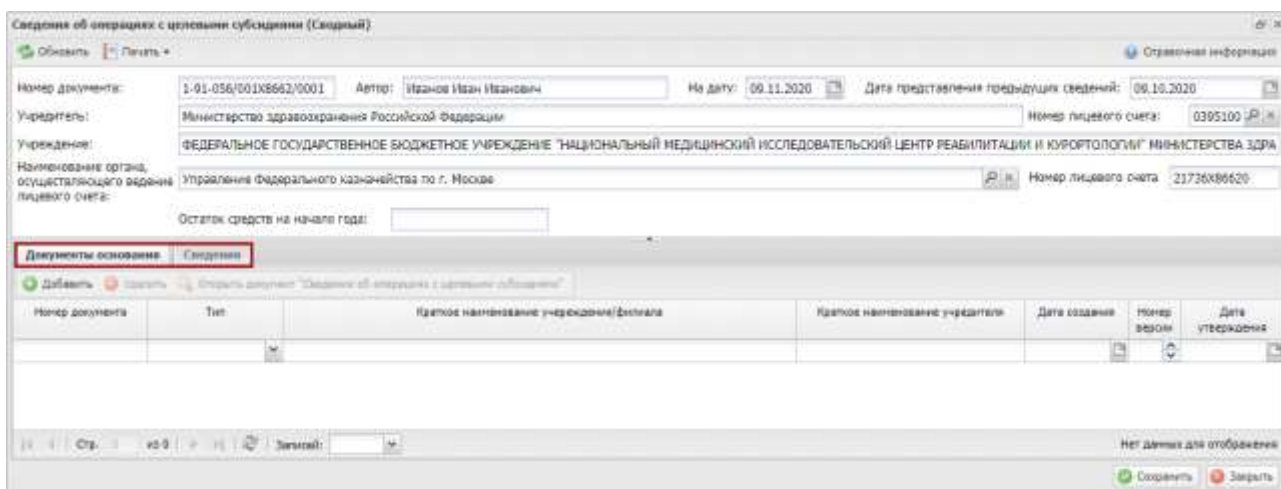 Сведения об операциях с целевыми субсидиями (Сводный)
Обновить Печать Справочная информация
Номер документа: 1-91-056/001X8662/0001 Автор: Иванов Иван Иванович На дату: 09.11.2020 Дата представления предыдущих сведений: 09.10.2020
Учредитель: Министерство здравоохранения Российской Федерации Номер лицевого счета: 0395100
Учреждение: ФЕДЕРАЛЬНОЕ ГОСУДАРСТВЕННОЕ БЮДЖЕТНОЕ УЧРЕЖДЕНИЕ "НАЦИОНАЛЬНЫЙ МЕДИЦИНСКИЙ ИССЛЕДОВАТЕЛЬСКИЙ ЦЕНТР РЕАБИЛИТАЦИИ И КУРОРТОЛОГИИ" МИНИСТЕРСТВА ЗДРА
Наименование органа,
осуществляющего ведение Управление Федерального казначейства по г. Москве Номер лицевого счета 21736X86620
лицевого счета:
Остаток средств на начало года:
Документы основания Сведения
Добавить Удалить Открыть документ "Сведения об операциях с целевыми субсидиями"
Номер документа Тип Краткое наименование учреждения/филиала Краткое наименование учредителя Дата создания Номер версии Дата утверждения
Стр. из 0 Записей: Нет данных для отображения
Сохранить Закрыть